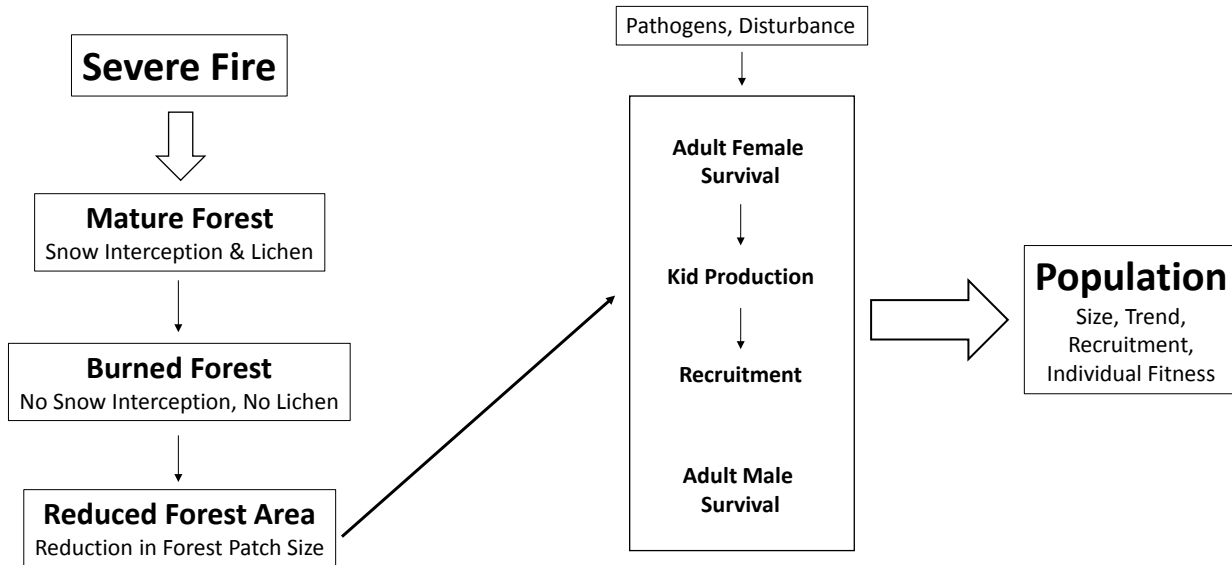 Severe Fire
Mature Forest
Snow Interception & Lichen
Burned Forest
No Snow Interception, No Lichen
Reduced Forest Area
Reduction in Forest Patch Size
Pathogens, Disturbance
Adult Female
Survival
Kid Production
Recruitment
Adult Male
Survival
Population
Size, Trend,
Recruitment,
Individual Fitness